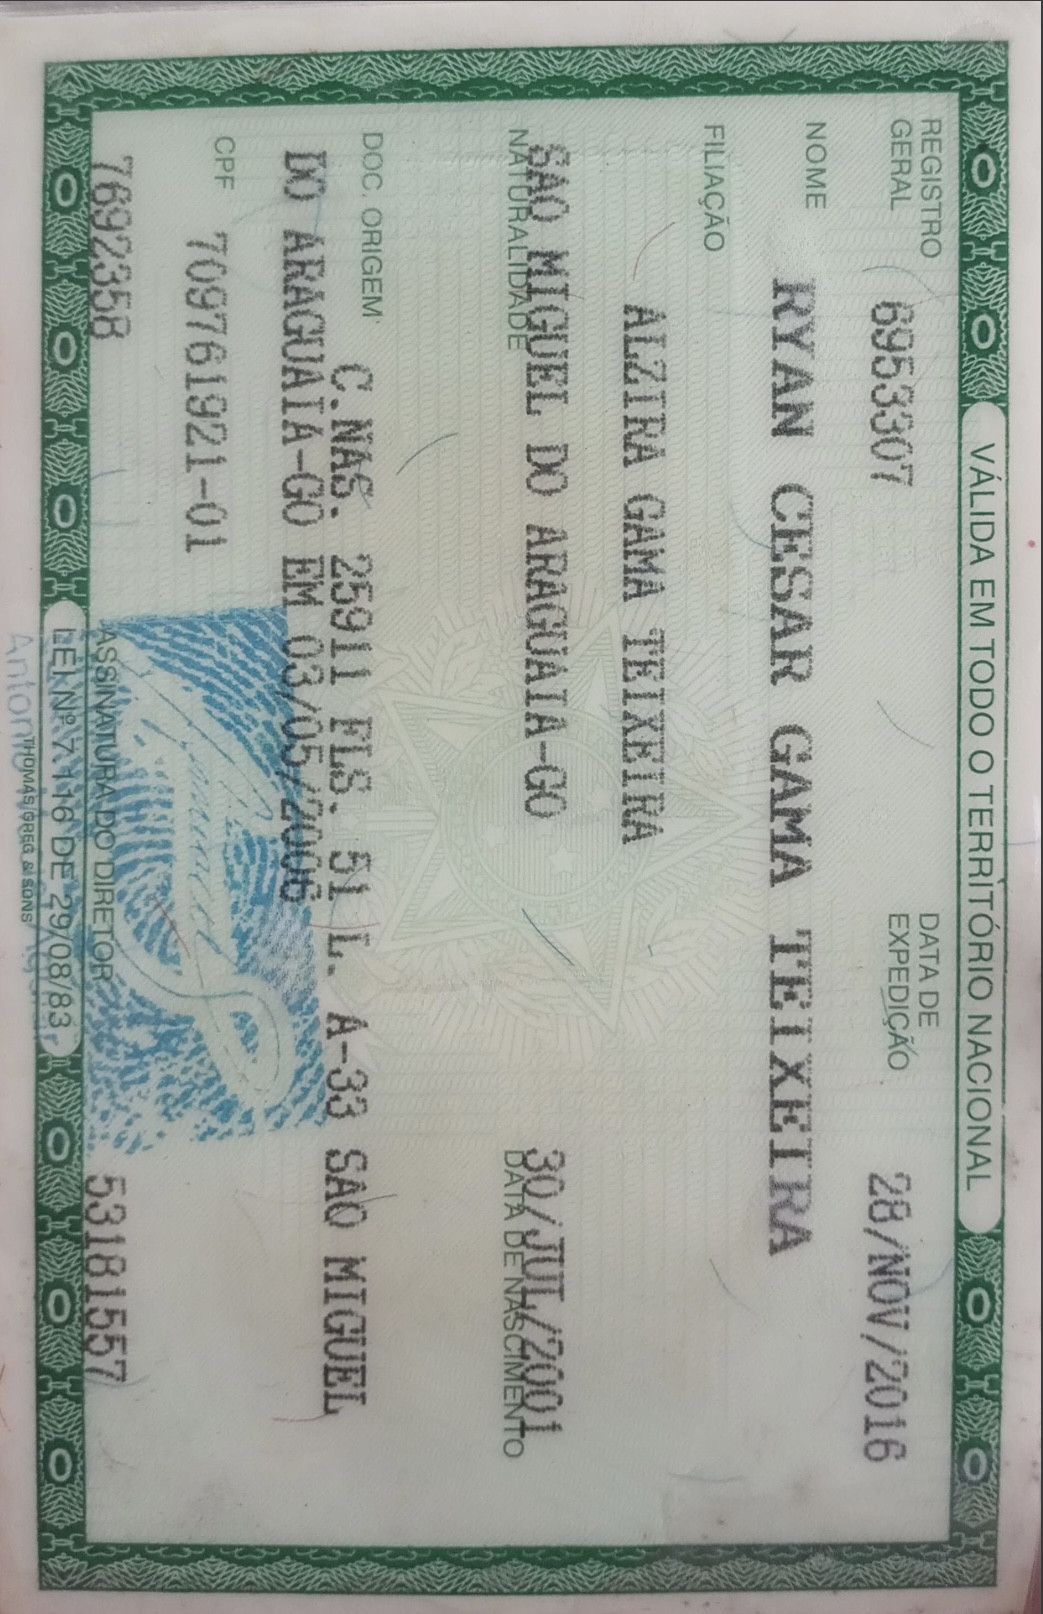 VÁLIDA EM TODO O TERRITÓRIO NACIONAL
REGISTRO GERAL 6953307 DATA DE EXPEDIÇÃO 28/NOV/2016
NOME RYAN CESAR GAMA TEIXEIRA
FILIAÇÃO
ALZIRA GAMA TEIXEIRA
SAO MIGUEL DO ARAGUAIA-GO 30/JUL/2001
NATURALIDADE DATA DE NASCIMENTO
DOC. ORIGEM C.NAS. 25911 FLS. 51 L. A-33 SAO MIGUEL
DO ARAGUAIA-GO EM 03/05/2006
CPF 709761921-01
7692358 ASSINATURA DO DIRETOR 53181557
LEI Nº 7.116 DE 29/08/83
THOMAS GREG & SONS